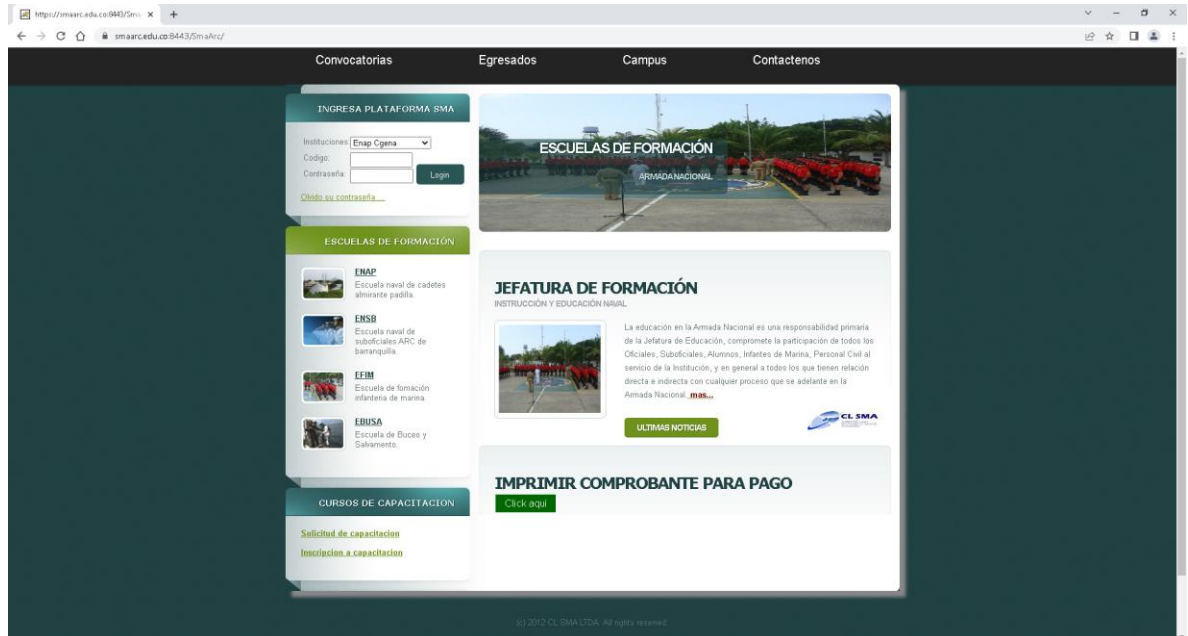 https://smaarc.edu.co:8443/Sma
smaarc.edu.co:8443/SmaArc/
Convocatorias Egresados Campus Contactenos
INGRESA PLATAFORMA SMA
Instituciones: Enap Cgena
Codigo:
Contraseña: Login
Olvido su contraseña ...
ESCUELAS DE FORMACIÓN
ENAP
Escuela naval de cadetes
almirante padilla.
ENSB
Escuela naval de
suboficiales ARC de
barranquilla.
EFIM
Escuela de fomación
infanteria de marina.
EBUSA
Escuela de Buceo y
Salvamento.
CURSOS DE CAPACITACION
Solicitud de capacitacion
Inscripcion a capacitacion
ESCUELAS DE FORMACIÓN
ARMADA NACIONAL
JEFATURA DE FORMACIÓN
INSTRUCCIÓN Y EDUCACIÓN NAVAL
La educación en la Armada Nacional es una responsabilidad primaria
de la Jefatura de Educación, compromete la participación de todos los
Oficiales, Suboficiales, Alumnos, Infantes de Marina, Personal Civil al
servicio de la Institución, y en general a todos los que tienen relación
directa e indirecta con cualquier proceso que se adelante en la
Armada Nacional. mas...
ULTIMAS NOTICIAS
CL SMA
IMPRIMIR COMPROBANTE PARA PAGO
Click aquí
(c) 2012 CL SMA LTDA. All rights reserved.